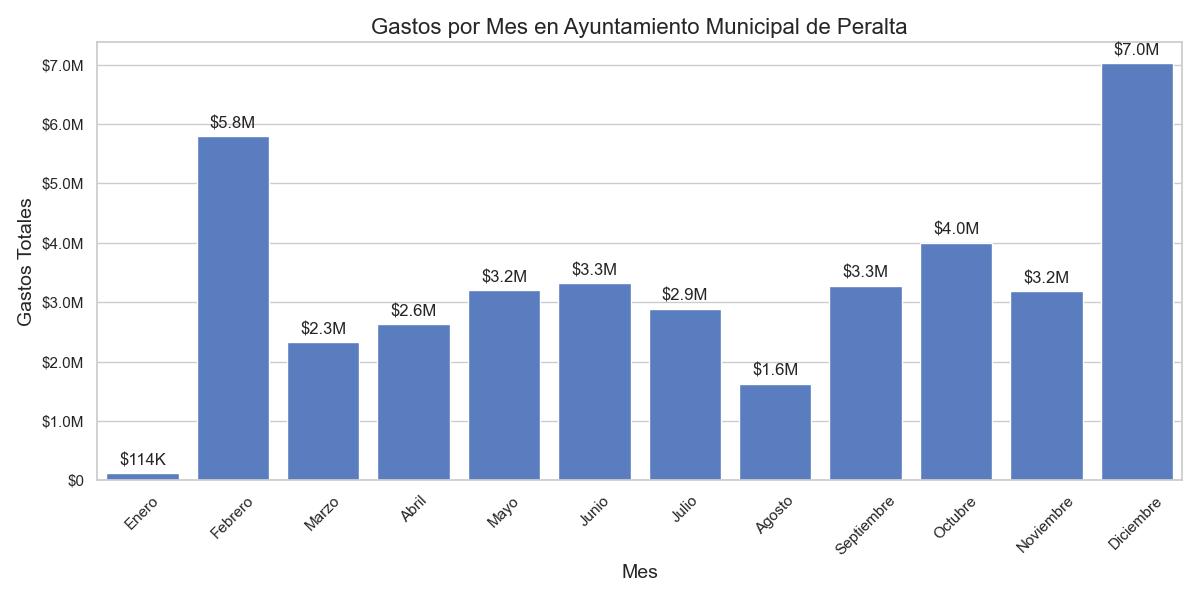 Gastos por Mes en Ayuntamiento Municipal de Peralta
Gastos Totales
$7.0M
$6.0M
$5.0M
$4.0M
$3.0M
$2.0M
$1.0M
$0
$114K
$5.8M
$2.3M
$2.6M
$3.2M
$3.3M
$2.9M
$1.6M
$3.3M
$4.0M
$3.2M
$7.0M
Enero
Febrero
Marzo
Abril
Mayo
Junio
Julio
Agosto
Septiembre
Octubre
Noviembre
Diciembre
Mes